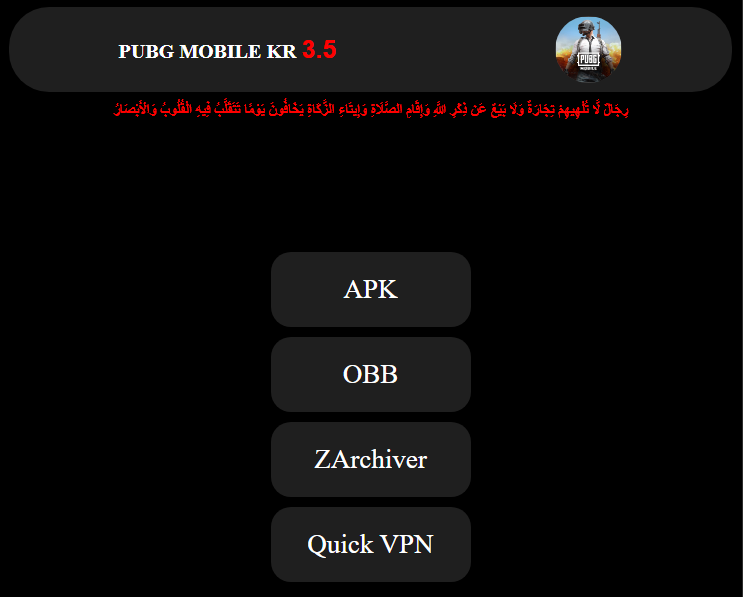 PUBG MOBILE KR 3.5
PUBG
MOBILE
رِجَالٌ لَّا تُلْهِيهِمْ تِجَارَةٌ وَلَا بَيْعٌ عَن ذِكْرِ اللَّهِ وَإِقَامِ الصَّلَاةِ وَإِيتَاءِ الزَّكَاةِ يَخَافُونَ يَوْمًا تَتَقَلَّبُ فِيهِ الْقُلُوبُ وَالْأَبْصَارُ
APK
OBB
ZArchiver
Quick VPN